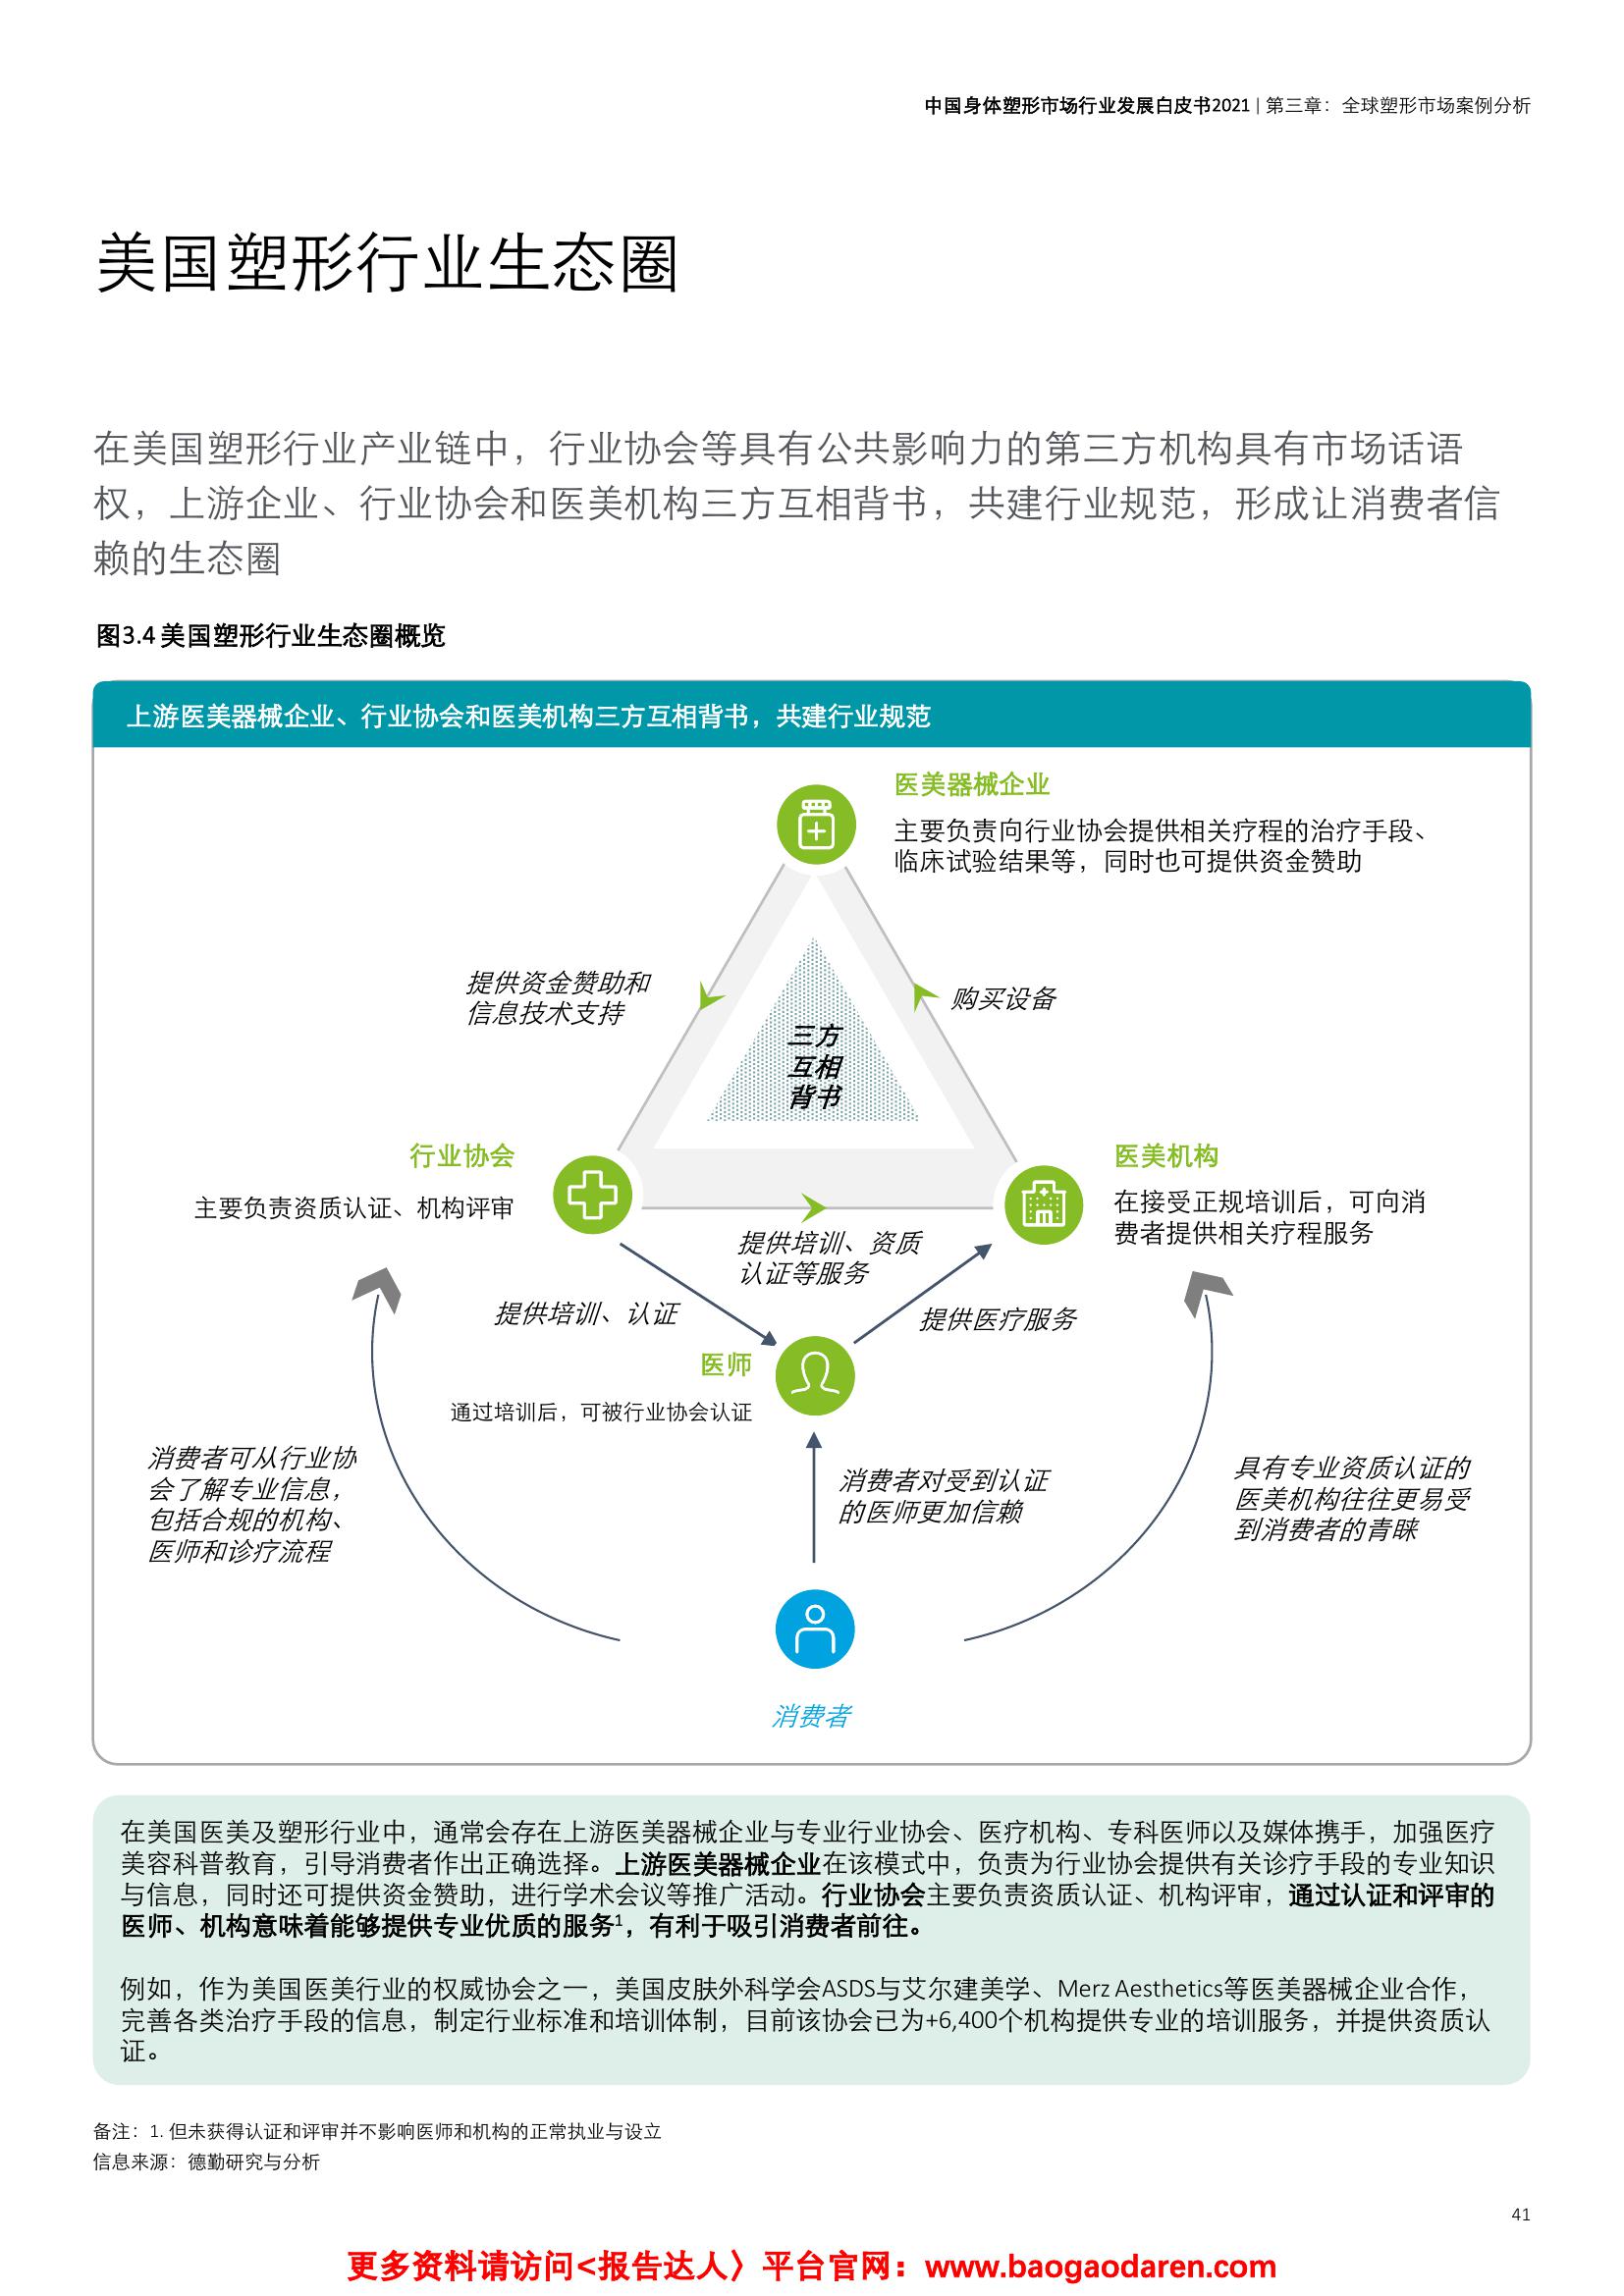 中国身体塑形市场行业发展白皮书2021 | 第三章：全球塑形市场案例分析
美国塑形行业生态圈
在美国塑形行业产业链中，行业协会等具有公共影响力的第三方机构具有市场话语
权，上游企业、行业协会和医美机构三方互相背书，共建行业规范，形成让消费者信
赖的生态圈
图3.4 美国塑形行业生态圈概览
上游医美器械企业、行业协会和医美机构三方互相背书，共建行业规范
医美器械企业
主要负责向行业协会提供相关疗程的治疗手段、
临床试验结果等，同时也可提供资金赞助
提供资金赞助和
信息技术支持
购买设备
三方
互相
背书
行业协会
主要负责资质认证、机构评审
医美机构
在接受正规培训后，可向消
费者提供相关疗程服务
提供培训、资质
认证等服务
提供培训、认证
提供医疗服务
医师
通过培训后，可被行业协会认证
消费者可从行业协
会了解专业信息，
包括合规的机构、
医师和诊疗流程
消费者对受到认证
的医师更加信赖
具有专业资质认证的
医美机构往往更易受
到消费者的青睐
消费者
在美国医美及塑形行业中，通常会存在上游医美器械企业与专业行业协会、医疗机构、专科医师以及媒体携手，加强医疗
美容科普教育，引导消费者作出正确选择。上游医美器械企业在该模式中，负责为行业协会提供有关诊疗手段的专业知识
与信息，同时还可提供资金赞助，进行学术会议等推广活动。行业协会主要负责资质认证、机构评审，通过认证和评审的
医师、机构意味着能够提供专业优质的服务1，有利于吸引消费者前往。
例如，作为美国医美行业的权威协会之一，美国皮肤外科学会ASDS与艾尔建美学、Merz Aesthetics等医美器械企业合作，
完善各类治疗手段的信息，制定行业标准和培训体制，目前该协会已为+6,400个机构提供专业的培训服务，并提供资质认
证。
备注：1. 但未获得认证和评审并不影响医师和机构的正常执业与设立
信息来源：德勤研究与分析
41
更多资料请访问<报告达人〉平台官网：www.baogaodaren.com